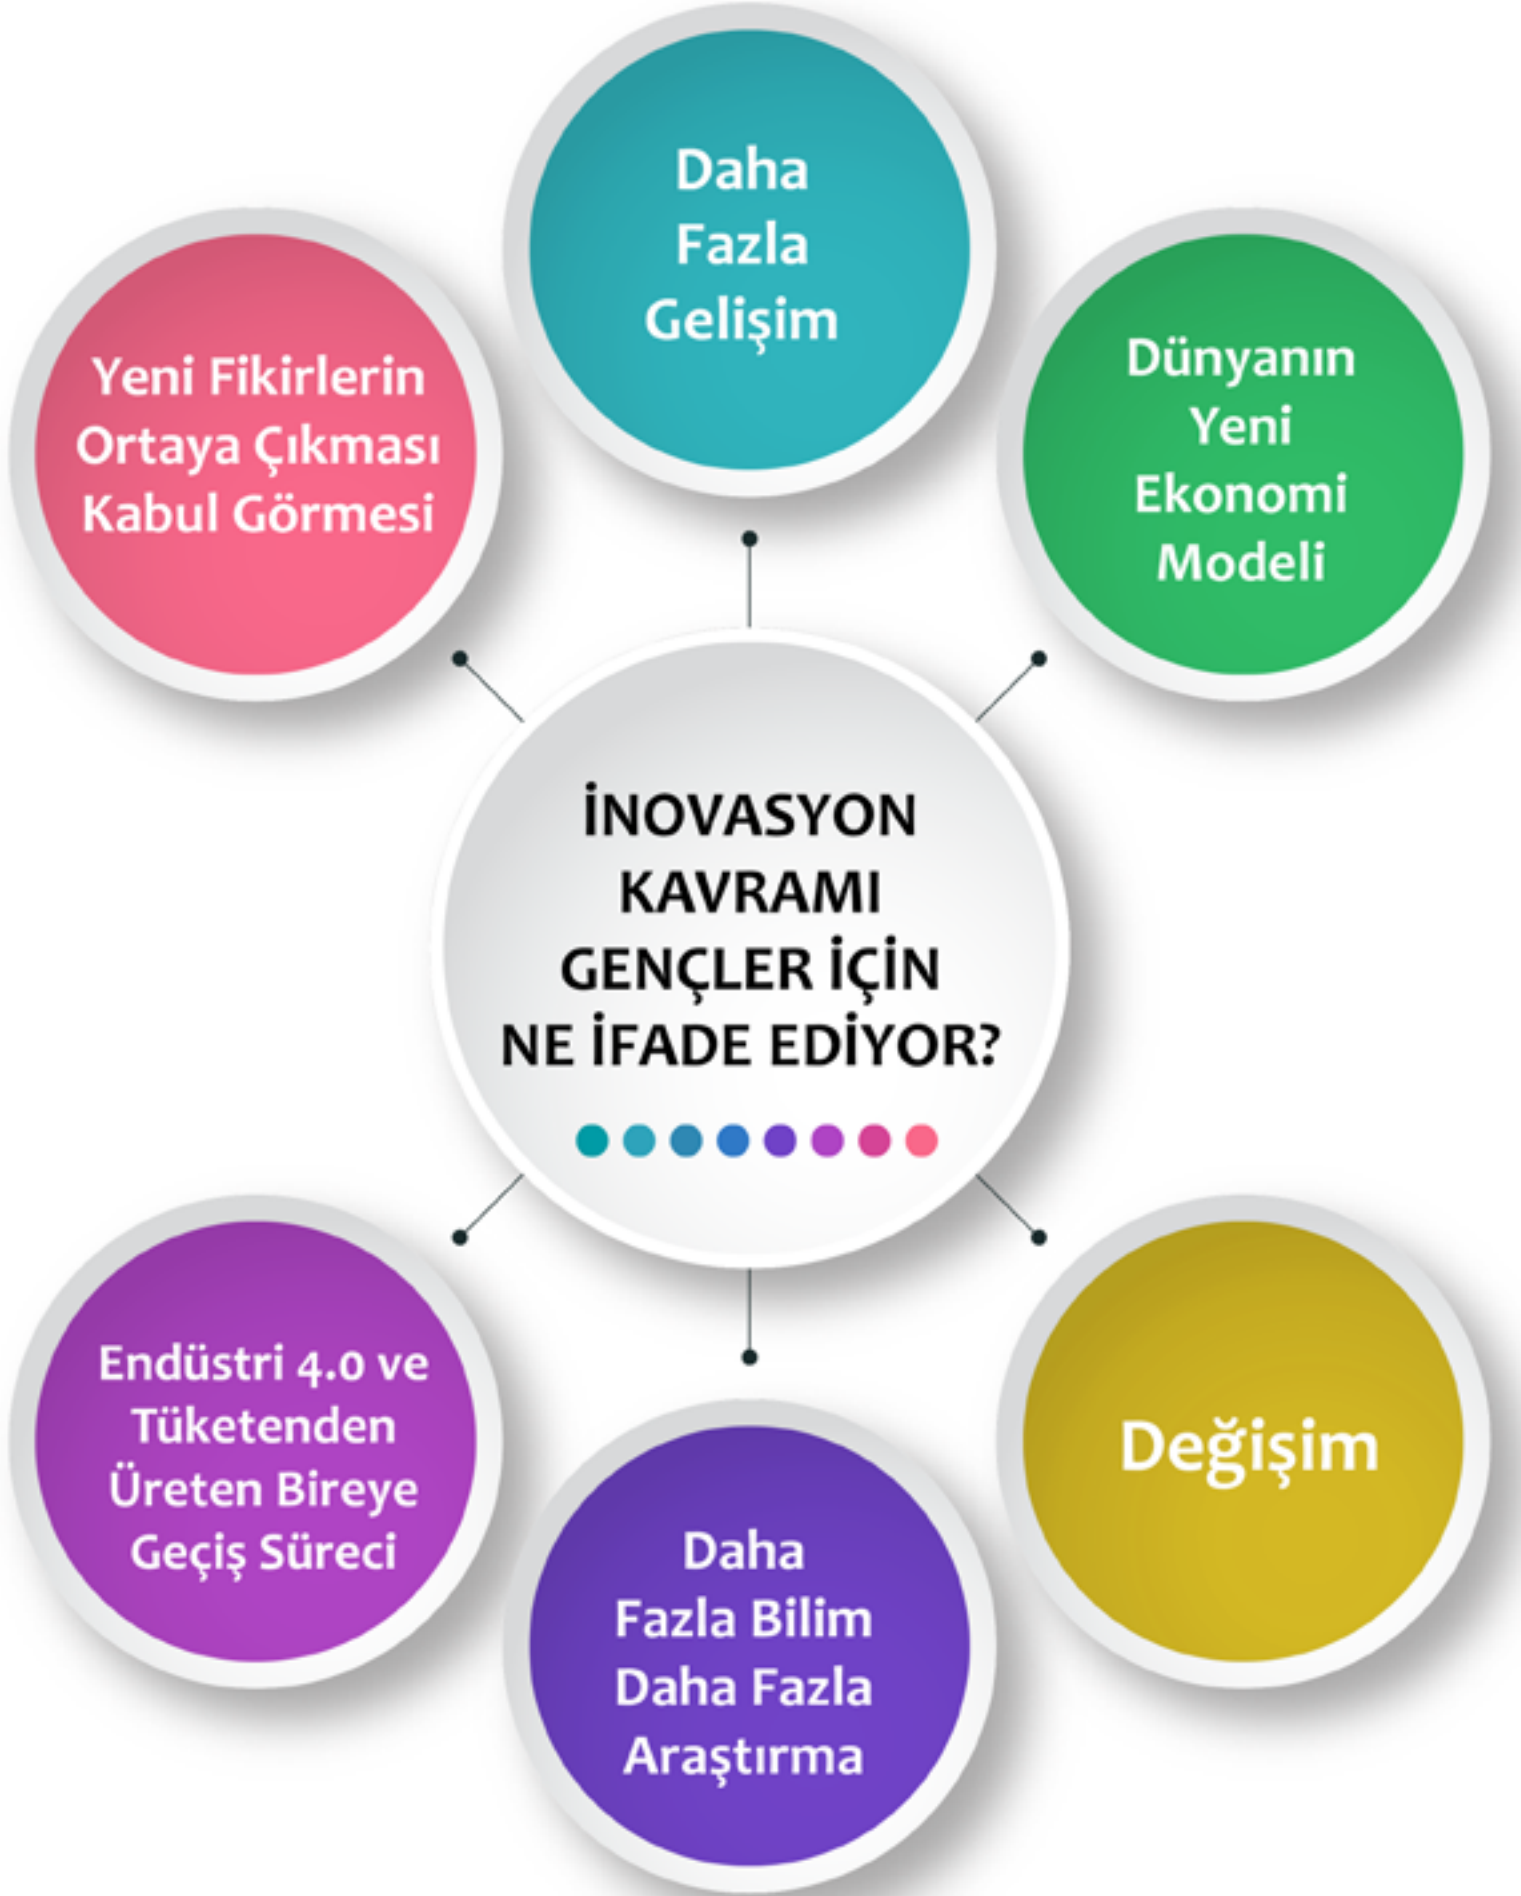 Daha
Fazla
Gelişim
Yeni Fikirlerin
Ortaya Çıkması
Kabul Görmesi
Dünyanın
Yeni
Ekonomi
Modeli
İNOVASYON
KAVRAMI
GENÇLER İÇİN
NE İFADE EDİYOR?
Endüstri 4.0 ve
Tüketenden
Üreten Bireye
Geçiş Süreci
Değişim
Daha
Fazla Bilim
Daha Fazla
Araştırma